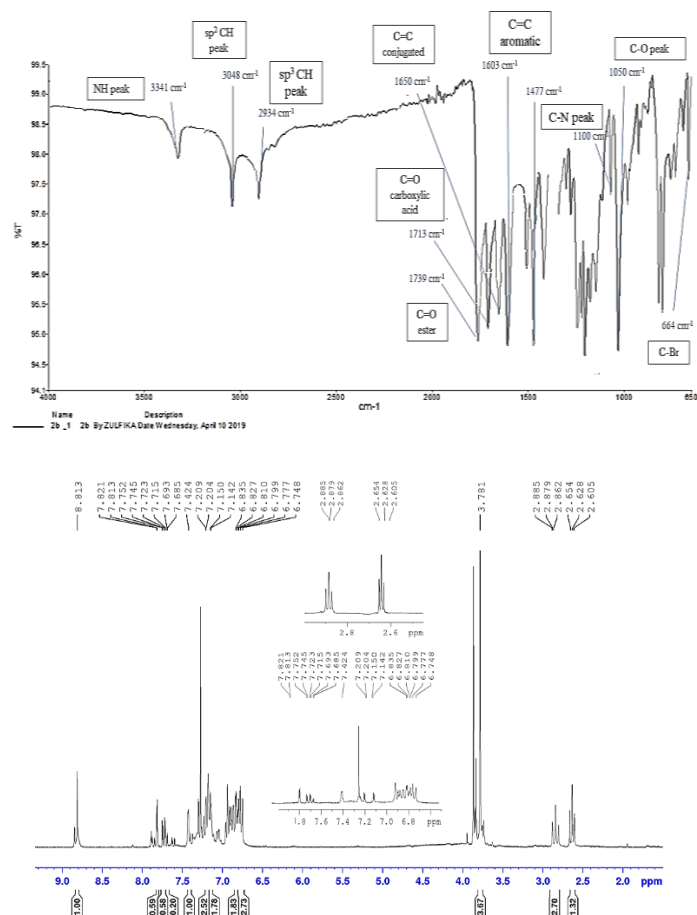 sp² CH
peak
C=C
conjugated
C=C
aromatic
C-O peak
NH peak
3341 cm⁻¹
3048 cm⁻¹
sp³ CH
peak
2934 cm⁻¹
1650 cm⁻¹
1603 cm⁻¹
1477 cm⁻¹
1050 cm⁻¹
C-N peak
1100 cm⁻¹
C=O
carboxylic
acid
1713 cm⁻¹
1739 cm⁻¹
C=O
ester
664 cm⁻¹
C-Br
99.5
99.0
98.5
98.0
97.5
97.0
96.5
96.0
95.5
95.0
94.5
94.1
%T
4000 3500 3000 2500 2000 1500 1000 650
cm-1
Name Description
2b _1 2b By ZULFIKA Date Wednesday, April 10 2019
8.813
7.821
7.813
7.752
7.745
7.723
7.715
7.693
7.685
7.424
7.209
7.204
7.150
7.142
6.835
6.827
6.810
6.799
6.777
6.748
2.885
2.879
2.862
2.654
2.628
2.605
3.781
2.885
2.879
2.862
2.654
2.628
2.605
2.8 2.6 ppm
7.821
7.813
7.752
7.745
7.723
7.715
7.693
7.685
7.424
7.209
7.204
7.150
7.142
6.835
6.827
6.810
6.799
6.777
6.748
7.6 7.4 7.2 7.0 6.8 ppm
9.0 8.5 8.0 7.5 7.0 6.5 6.0 5.5 5.0 4.5 4.0 3.5 3.0 2.5 2.0 ppm
1.00
0.59
0.58
0.20
1.00
2.52
1.78
1.83
2.73
3.67
2.70
1.32